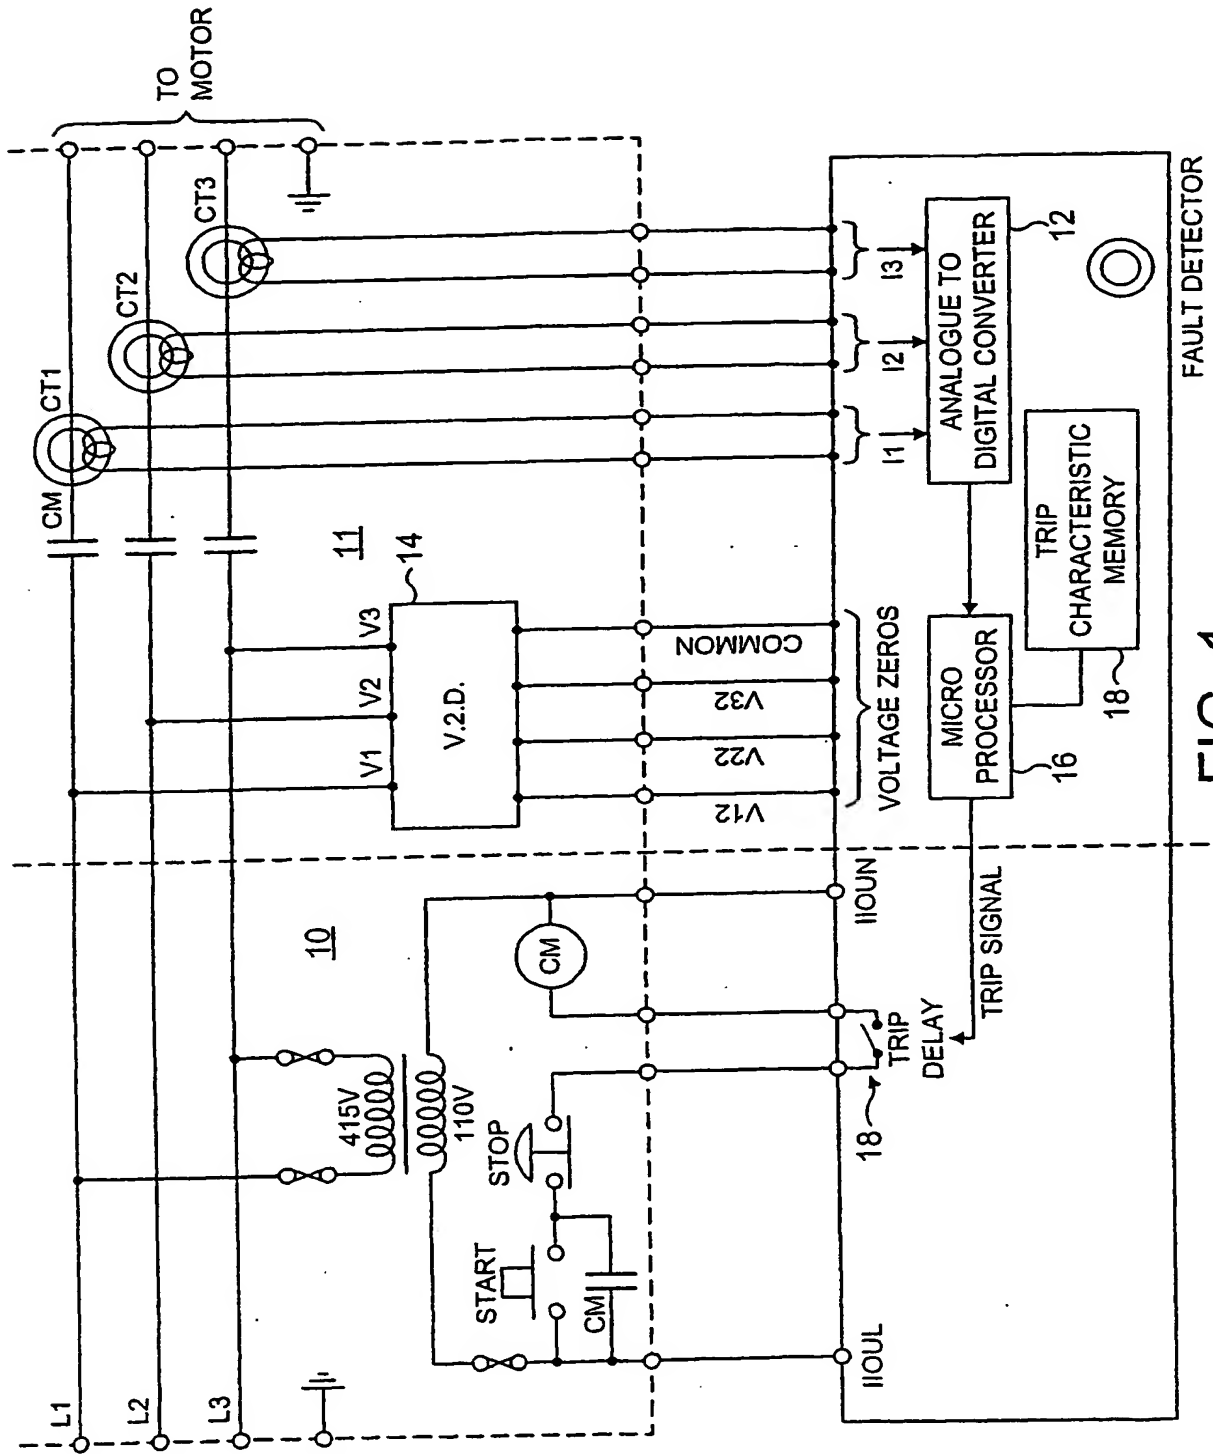 L1
L2
L3
10
415V
110V
START
CM
STOP
CM
IIOUL
IIOUN
18
TRIP
DELAY
TRIP SIGNAL
V1
V2
V3
V.2.D.
14
11
V12
V22
V32
COMMON
VOLTAGE ZEROS
CM
CT1
CT2
CT3
TO
MOTOR
I1
I2
I3
ANALOGUE TO
DIGITAL CONVERTER
12
MICRO
PROCESSOR
16
TRIP
CHARACTERISTIC
MEMORY
18
FAULT DETECTOR